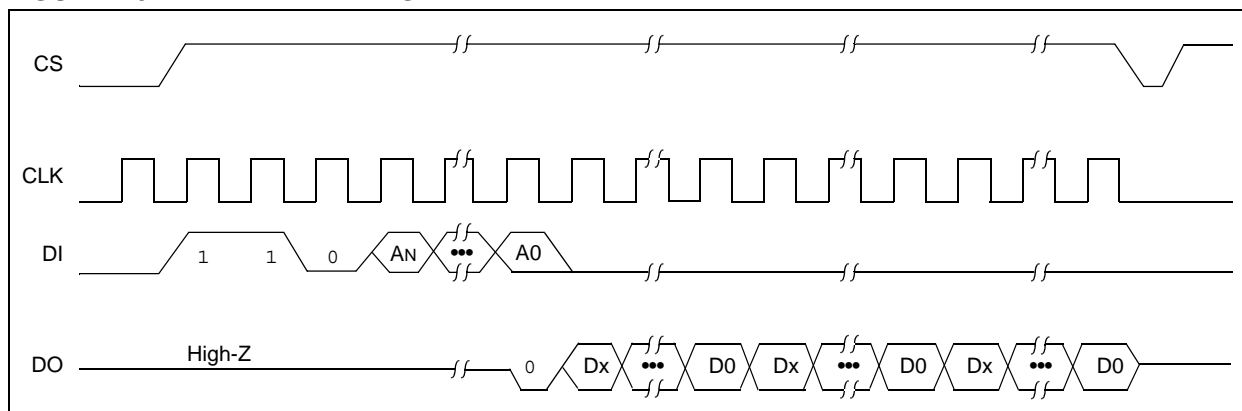 CS
CLK
DI 1 1 0 AN ••• A0
High-Z
DO 0 Dx ••• D0 Dx ••• D0 Dx ••• D0